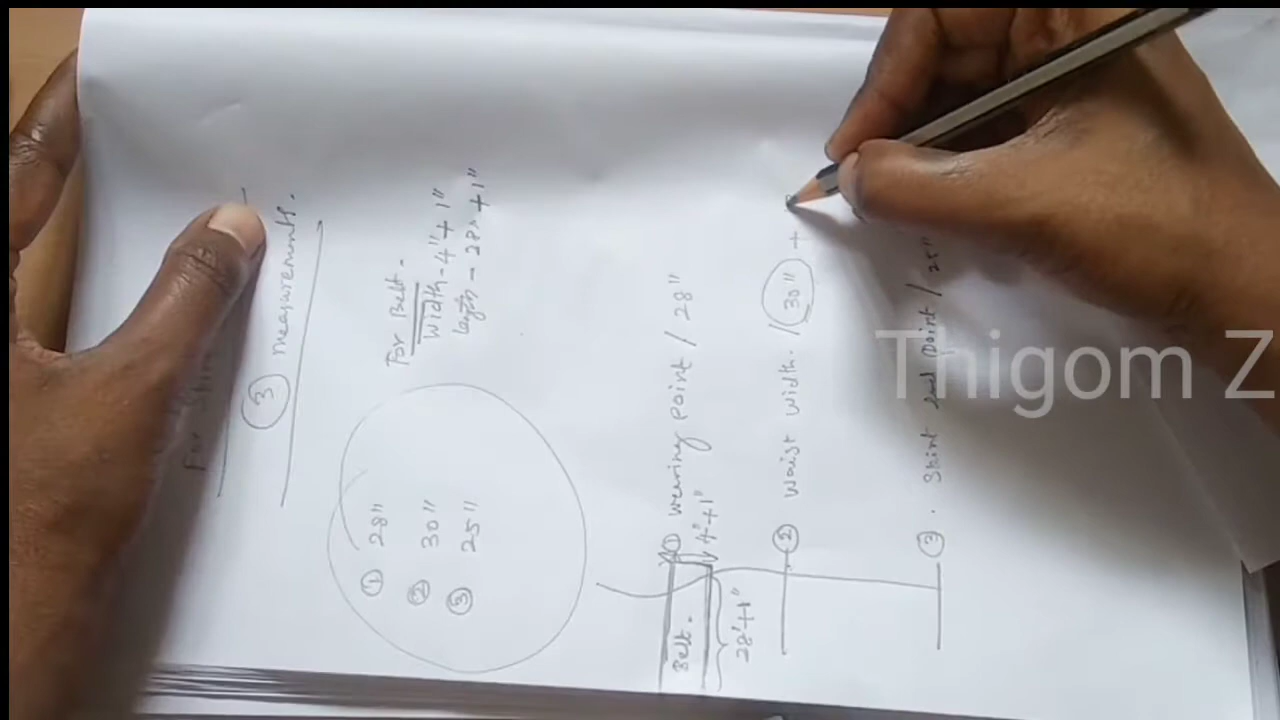 For
③ measurements.
① 28"
② 30"
③ 25"
For Belt.
Width - 4" + 1"
length - 28" + 1"
① wearing point / 28"
4"+1"
Belt.
28"+1"
② waist width. / 30" +
③. Skirt end point / 25"
Thigom Z